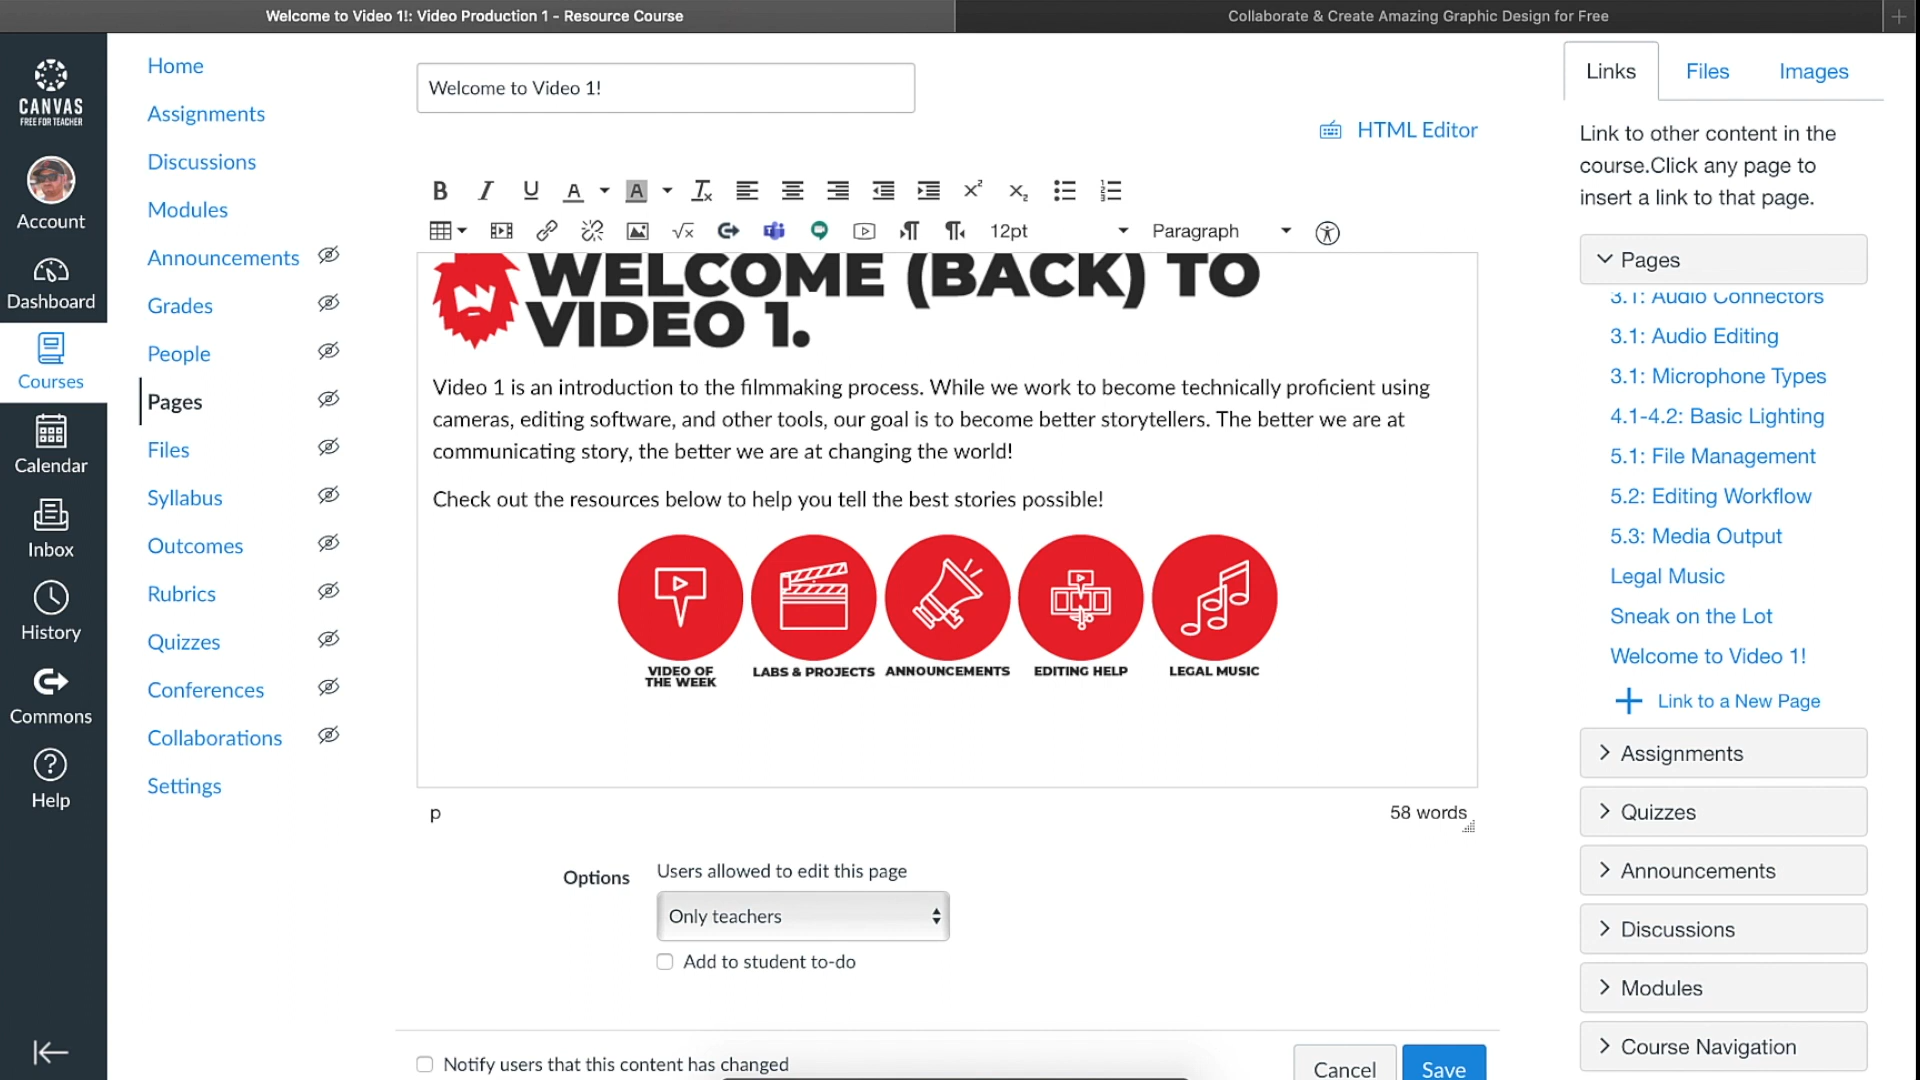 Welcome to Video 1!: Video Production 1 - Resource Course
Collaborate & Create Amazing Graphic Design for Free
CANVAS
FREE FOR TEACHER
Account
Dashboard
Courses
Calendar
Inbox
History
Commons
Help
Home
Assignments
Discussions
Modules
Announcements
Grades
People
Pages
Files
Syllabus
Outcomes
Rubrics
Quizzes
Conferences
Collaborations
Settings
Welcome to Video 1!
HTML Editor
12pt
Paragraph
WELCOME (BACK) TO
VIDEO 1.
Video 1 is an introduction to the filmmaking process. While we work to become technically proficient using
cameras, editing software, and other tools, our goal is to become better storytellers. The better we are at
communicating story, the better we are at changing the world!
Check out the resources below to help you tell the best stories possible!
VIDEO OF
THE WEEK
LABS & PROJECTS
ANNOUNCEMENTS
EDITING HELP
LEGAL MUSIC
p
58 words
Options
Users allowed to edit this page
Only teachers
Add to student to-do
Notify users that this content has changed
Cancel
Save
Links
Files
Images
Link to other content in the
course.Click any page to
insert a link to that page.
Pages
3.1: Audio Connectors
3.1: Audio Editing
3.1: Microphone Types
4.1-4.2: Basic Lighting
5.1: File Management
5.2: Editing Workflow
5.3: Media Output
Legal Music
Sneak on the Lot
Welcome to Video 1!
Link to a New Page
Assignments
Quizzes
Announcements
Discussions
Modules
Course Navigation